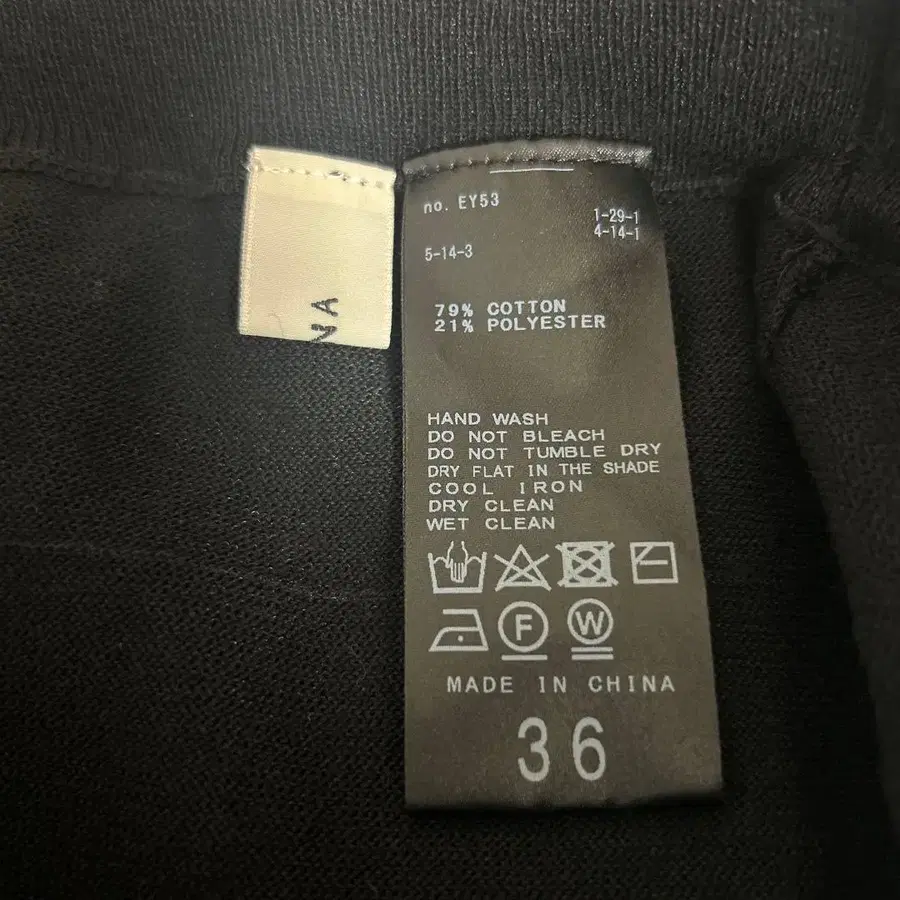 NA
no. EY53
1-29-1
4-14-1
5-14-3
79% COTTON
21% POLYESTER
HAND WASH
DO NOT BLEACH
DO NOT TUMBLE DRY
DRY FLAT IN THE SHADE
COOL IRON
DRY CLEAN
WET CLEAN
F W
MADE IN CHINA
36